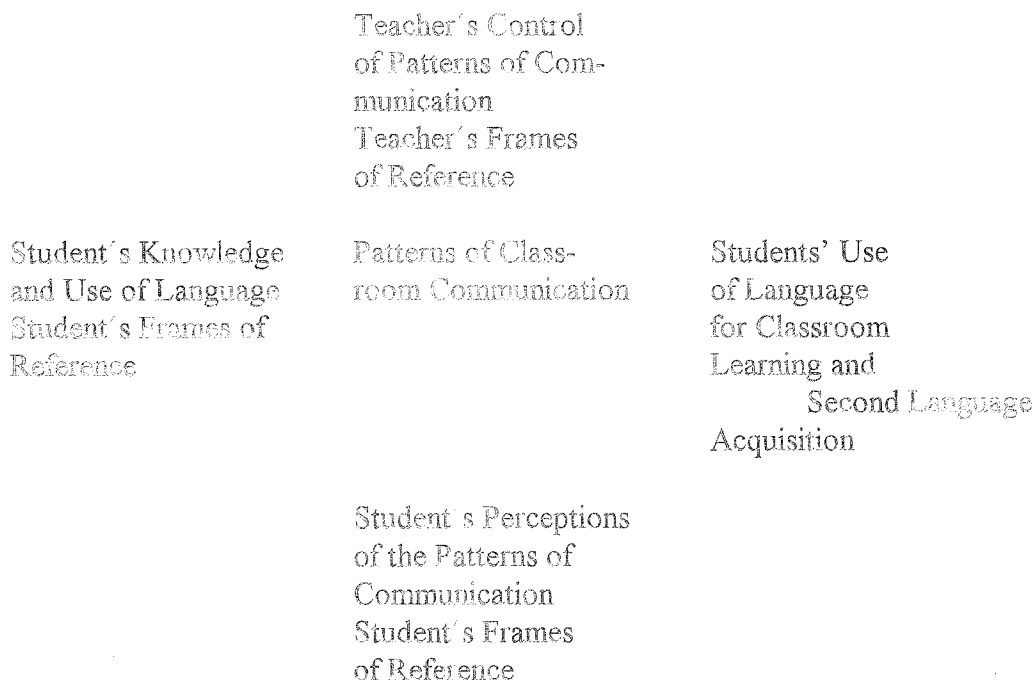 Teacher´s Control
of Patterns of Com-
munication
Teacher´s Frames
of Reference
Student´s Knowledge
and Use of Language
Student´s Frames of
Reference
Patterns of Class-
room Communication
Students’ Use
of Language
for Classroom
Learning and
Second Language
Acquisition
Student´s Perceptions
of the Patterns of
Communication
Student´s Frames
of Reference